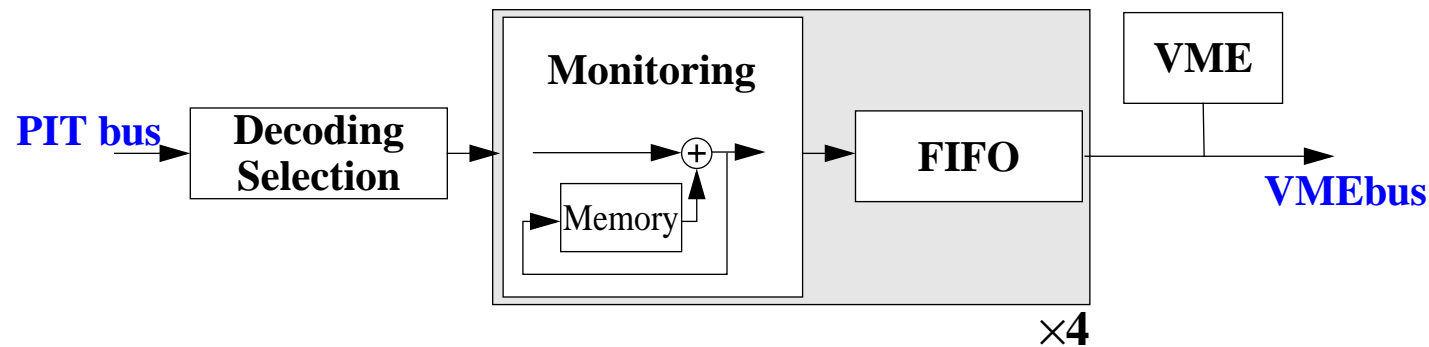 PIT bus
Decoding
Selection
Monitoring
+
Memory
FIFO
×4
VME
VMEbus